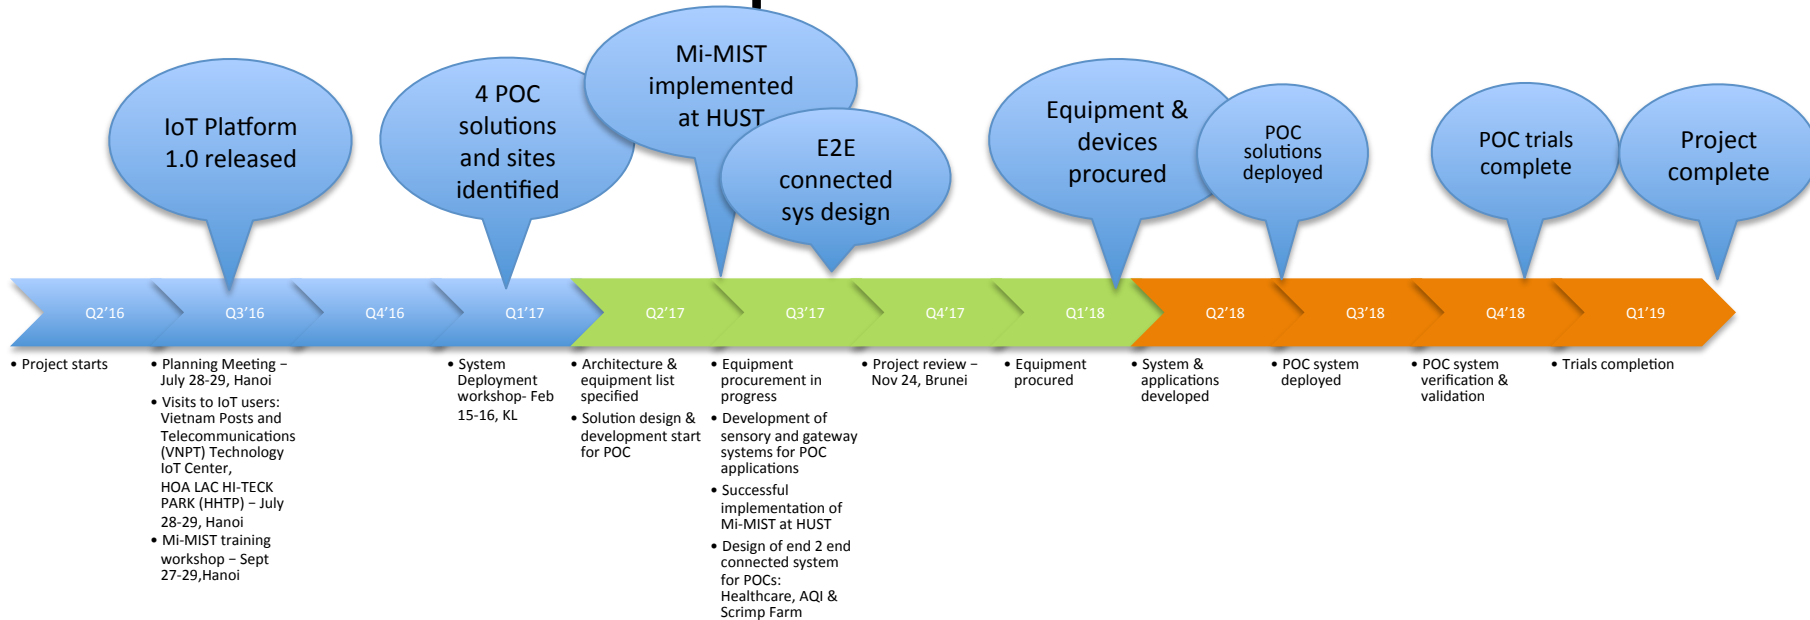 IoT Platform
1.0 released
4 POC
solutions
and sites
identified
Mi-MIST
implemented
at HUST
E2E
connected
sys design
Equipment &
devices
procured
POC
solutions
deployed
POC trials
complete
Project
complete
Q2’16
Q3’16
Q4’16
Q1’17
Q2’17
Q3’17
Q4’17
Q1’18
Q2’18
Q3’18
Q4’18
Q1’19
• Project starts
• Planning Meeting –
July 28-29, Hanoi
• Visits to IoT users:
Vietnam Posts and
Telecommunications
(VNPT) Technology
IoT Center,
HOA LAC HI-TECK
PARK (HHTP) – July
28-29, Hanoi
• Mi-MIST training
workshop – Sept
27-29,Hanoi
• System
Deployment
workshop- Feb
15-16, KL
• Architecture &
equipment list
specified
• Solution design &
development start
for POC
• Equipment
procurement in
progress
• Development of
sensory and gateway
systems for POC
applications
• Successful
implementation of
Mi-MIST at HUST
• Design of end 2 end
connected system
for POCs:
Healthcare, AQI &
Scrimp Farm
• Project review –
Nov 24, Brunei
• Equipment
procured
• System &
applications
developed
• POC system
deployed
• POC system
verification &
validation
• Trials completion